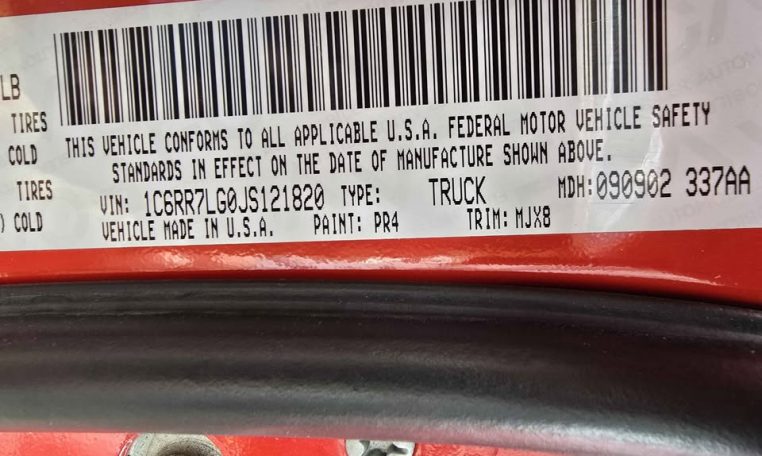 LB
TIRES
COLD
THIS VEHICLE CONFORMS TO ALL APPLICABLE U.S.A. FEDERAL MOTOR VEHICLE SAFETY
STANDARDS IN EFFECT ON THE DATE OF MANUFACTURE SHOWN ABOVE.
TIRES
VIN: 1C6RR7LG0JS121820 TYPE: TRUCK MDH:090902 337AA
) COLD
VEHICLE MADE IN U.S.A. PAINT: PR4 TRIM: MJX8